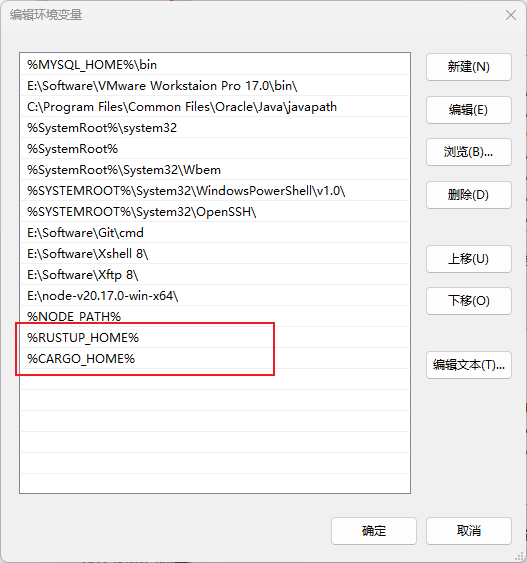 编辑环境变量
%MYSQL_HOME%\bin
E:\Software\VMware Workstaion Pro 17.0\bin\
C:\Program Files\Common Files\Oracle\Java\javapath
%SystemRoot%\system32
%SystemRoot%
%SystemRoot%\System32\Wbem
%SYSTEMROOT%\System32\WindowsPowerShell\v1.0\
%SYSTEMROOT%\System32\OpenSSH\
E:\Software\Git\cmd
E:\Software\Xshell 8\
E:\Software\Xftp 8\
E:\node-v20.17.0-win-x64\
%NODE_PATH%
%RUSTUP_HOME%
%CARGO_HOME%
新建(N)
编辑(E)
浏览(B)...
删除(D)
上移(U)
下移(O)
编辑文本(T)...
确定
取消